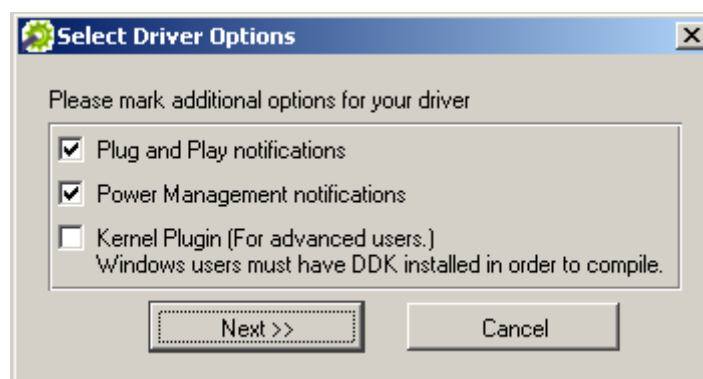 Select Driver Options
Please mark additional options for your driver
Plug and Play notifications
Power Management notifications
Kernel Plugin (For advanced users.)
Windows users must have DDK installed in order to compile.
Next >>
Cancel